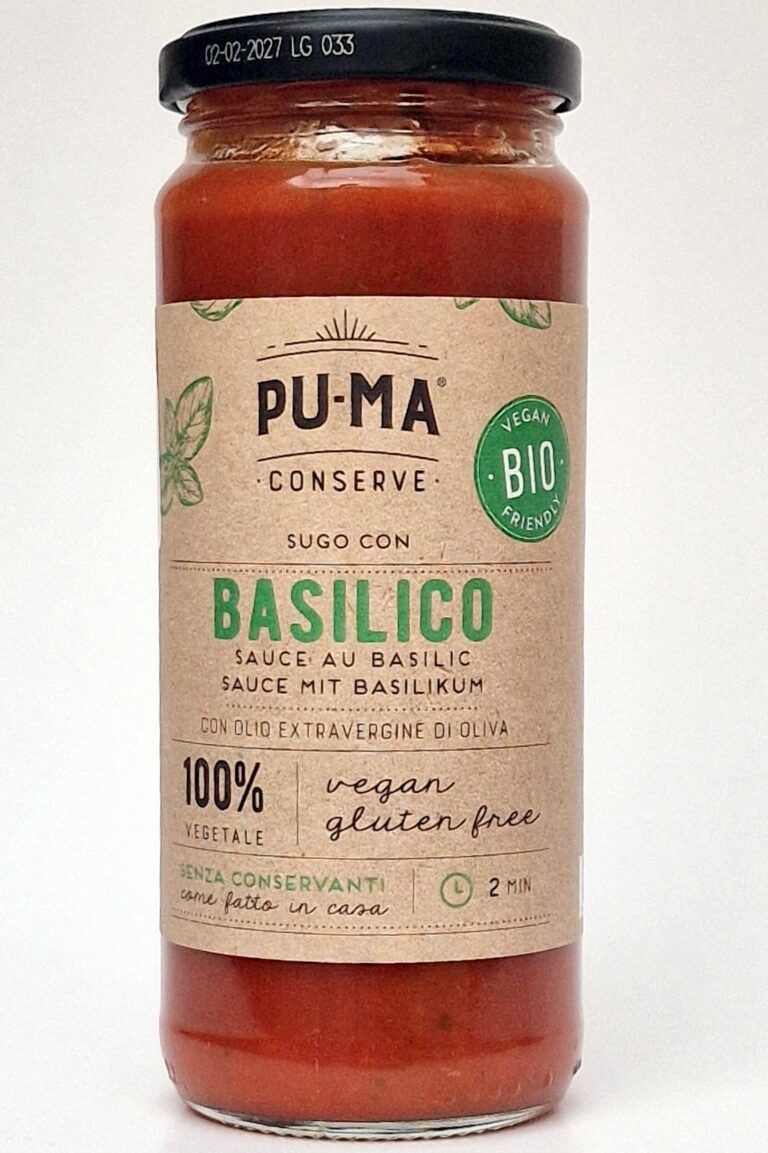 02-02-2027 LG 033
PU-MA®
·CONSERVE·
VEGAN
·BIO·
FRIENDLY
SUGO CON
BASILICO
SAUCE AU BASILIC
SAUCE MIT BASILIKUM
CON OLIO EXTRAVERGINE DI OLIVA
100%
VEGETALE
vegan
gluten free
SENZA CONSERVANTI
come fatto in casa
2 MIN